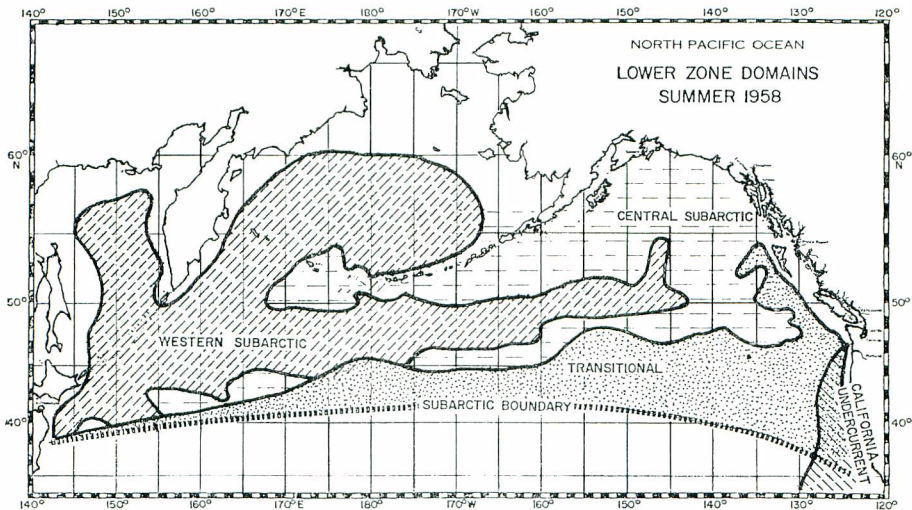 140° 150° 160° 170°E 180° 170°W 160° 150° 140° 130° 120°
NORTH PACIFIC OCEAN
LOWER ZONE DOMAINS
SUMMER 1958
60°
N
60°
N
CENTRAL SUBARCTIC
50°
50°
WESTERN SUBARCTIC
TRANSITIONAL
SUBARCTIC BOUNDARY
40°
40°
CALIFORNIA
UNDERCURRENT
140° 150° 160° 170°E 180° 170°W 160° 150° 140° 130° 120°